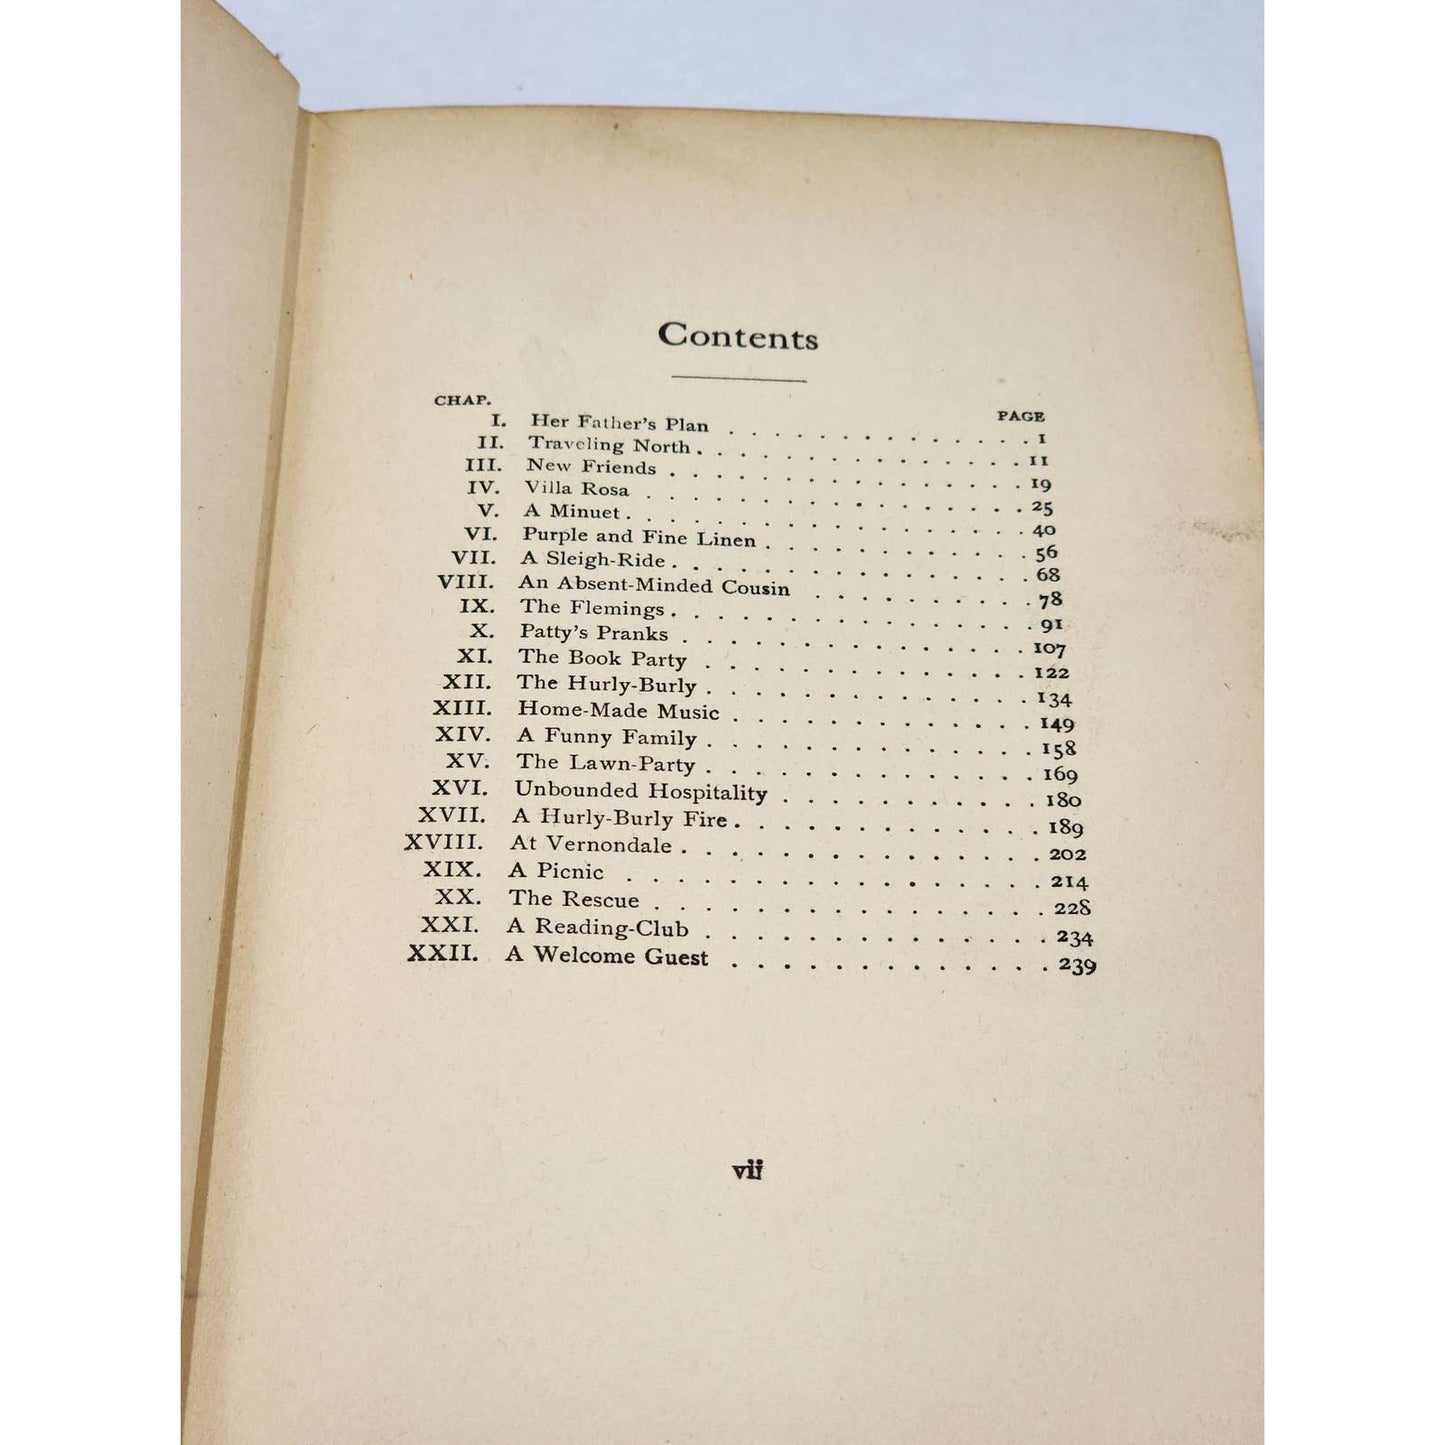 Contents
CHAP. PAGE
I. Her Father's Plan . . . . . . . . . . . . . 1
II. Traveling North . . . . . . . . . . . . . . 11
III. New Friends . . . . . . . . . . . . . . . 19
IV. Villa Rosa . . . . . . . . . . . . . . . . 25
V. A Minuet . . . . . . . . . . . . . . . . . 40
VI. Purple and Fine Linen . . . . . . . . . . . 56
VII. A Sleigh-Ride . . . . . . . . . . . . . . . 68
VIII. An Absent-Minded Cousin . . . . . . . . . . 78
IX. The Flemings . . . . . . . . . . . . . . . 91
X. Patty's Pranks . . . . . . . . . . . . . . 107
XI. The Book Party . . . . . . . . . . . . . . 122
XII. The Hurly-Burly . . . . . . . . . . . . . . 134
XIII. Home-Made Music . . . . . . . . . . . . . 149
XIV. A Funny Family . . . . . . . . . . . . . . 158
XV. The Lawn-Party . . . . . . . . . . . . . . 169
XVI. Unbounded Hospitality . . . . . . . . . . . 180
XVII. A Hurly-Burly Fire . . . . . . . . . . . . . 189
XVIII. At Vernondale . . . . . . . . . . . . . . . 202
XIX. A Picnic . . . . . . . . . . . . . . . . . 214
XX. The Rescue . . . . . . . . . . . . . . . . 228
XXI. A Reading-Club . . . . . . . . . . . . . . 234
XXII. A Welcome Guest . . . . . . . . . . . . . 239
vii